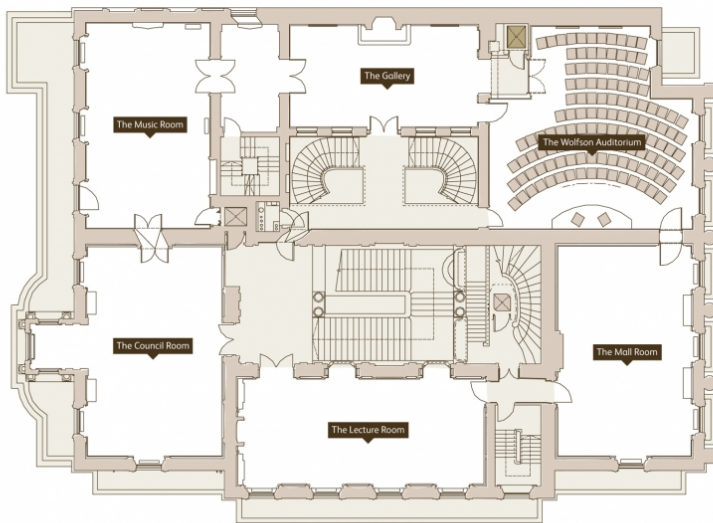 The Gallery
The Music Room
The Wolfson Auditorium
The Council Room
The Mall Room
The Lecture Room